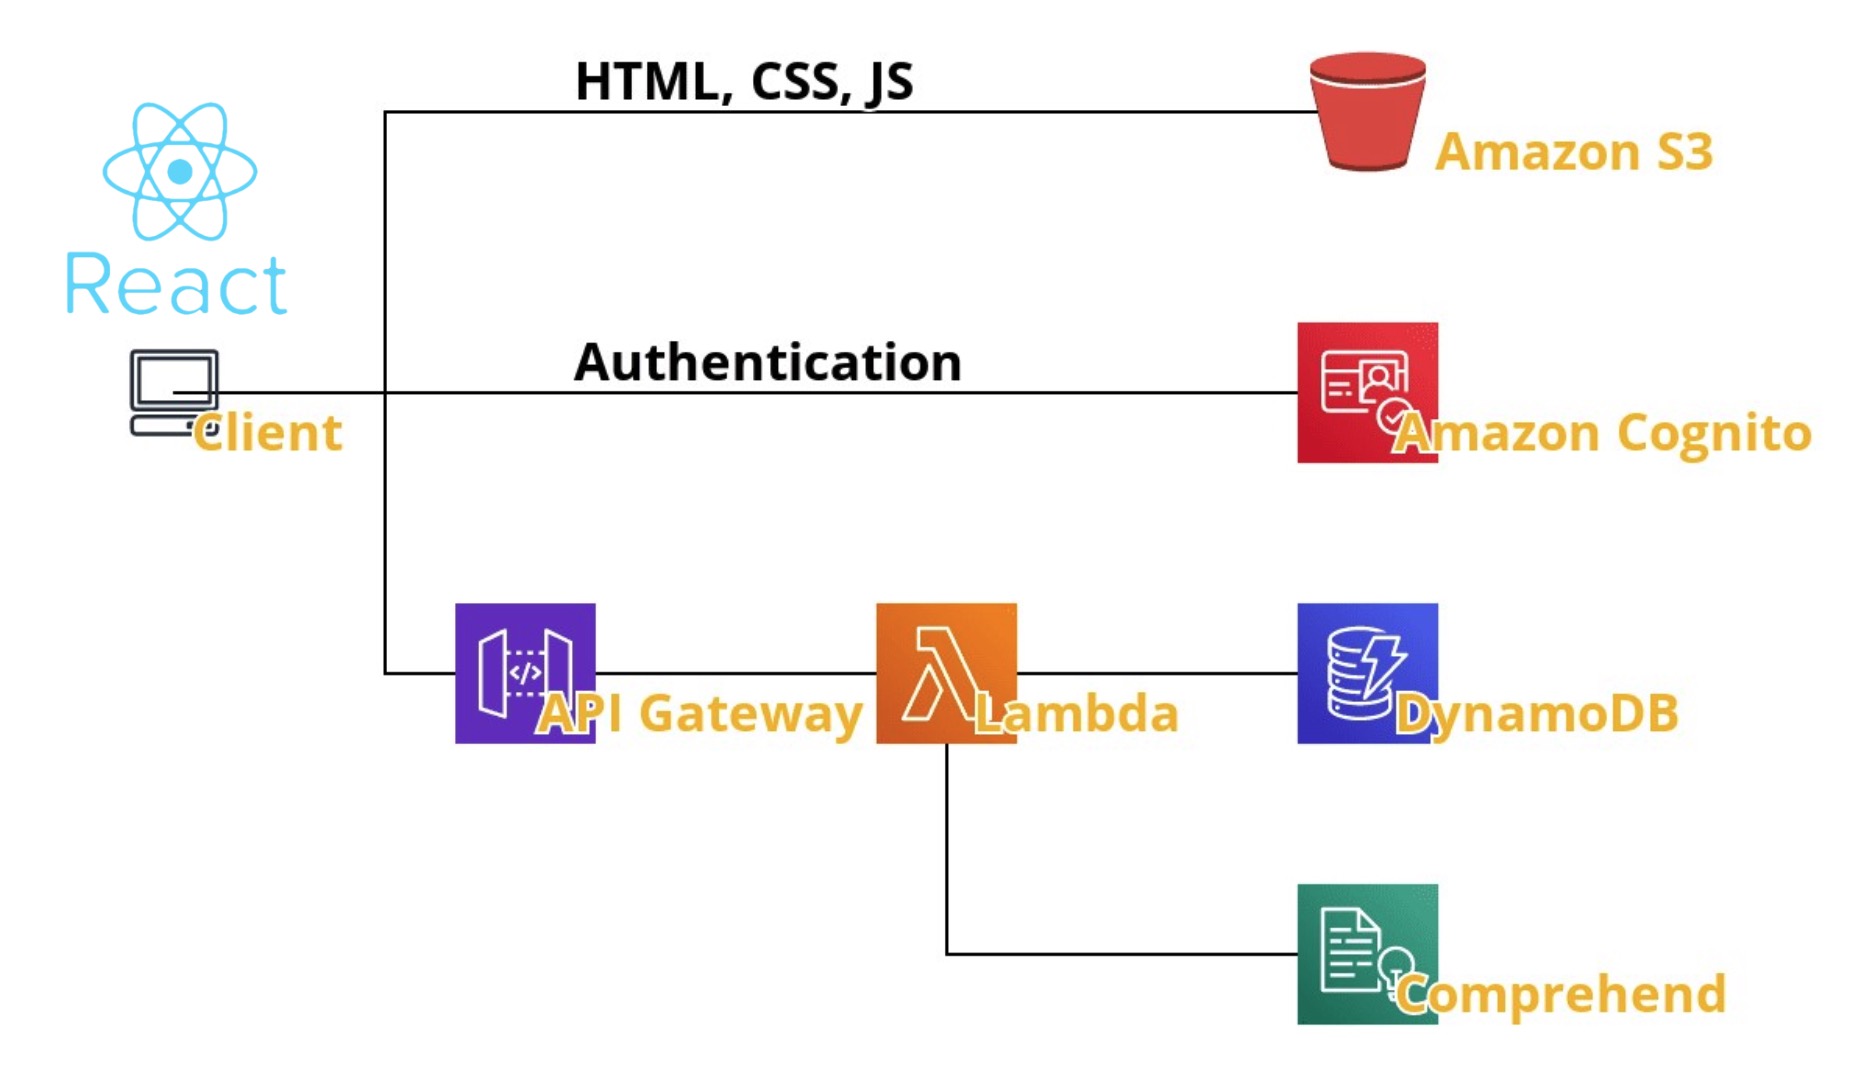 HTML, CSS, JS
Amazon S3
React
Authentication
Client
Amazon Cognito
</>
API Gateway
Lambda
DynamoDB
Comprehend